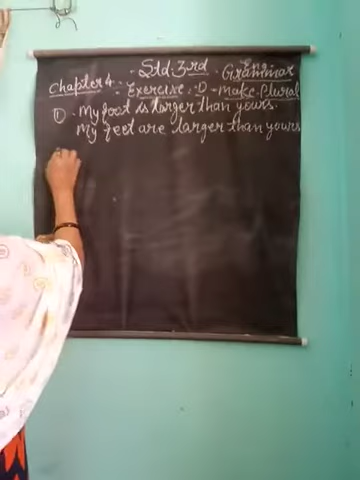 Std: 3rd. Eng Grammar
Chapter 4. Exercise :- D - Make Plural
① My foot is larger than yours.
My feet are larger than yours